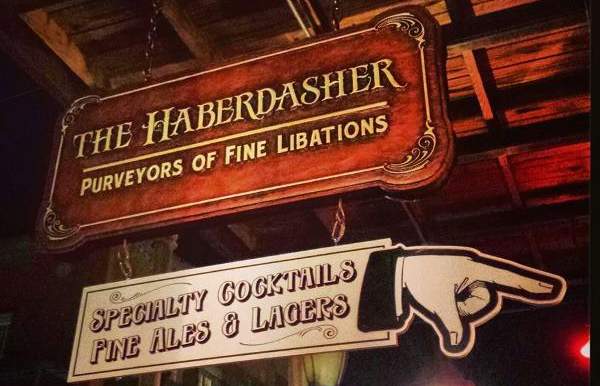 The Haberdasher
Purveyors of Fine Libations
Specialty Cocktails
Fine Ales & Lagers